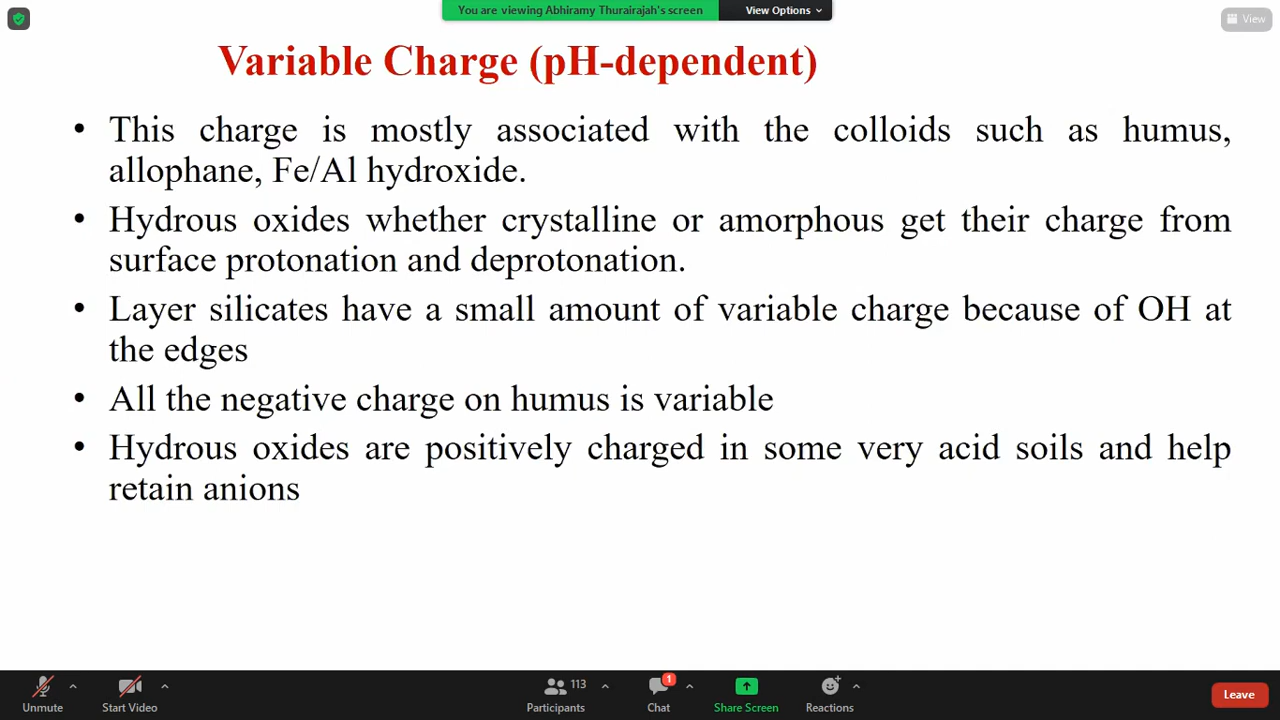 You are viewing Abhiramy Thurairajah's screen
View Options
View
Variable Charge (pH-dependent)
• This charge is mostly associated with the colloids such as humus,
allophane, Fe/Al hydroxide.
• Hydrous oxides whether crystalline or amorphous get their charge from
surface protonation and deprotonation.
• Layer silicates have a small amount of variable charge because of OH at
the edges
• All the negative charge on humus is variable
• Hydrous oxides are positively charged in some very acid soils and help
retain anions
113
1
Unmute
Start Video
Participants
Chat
Share Screen
Reactions
Leave